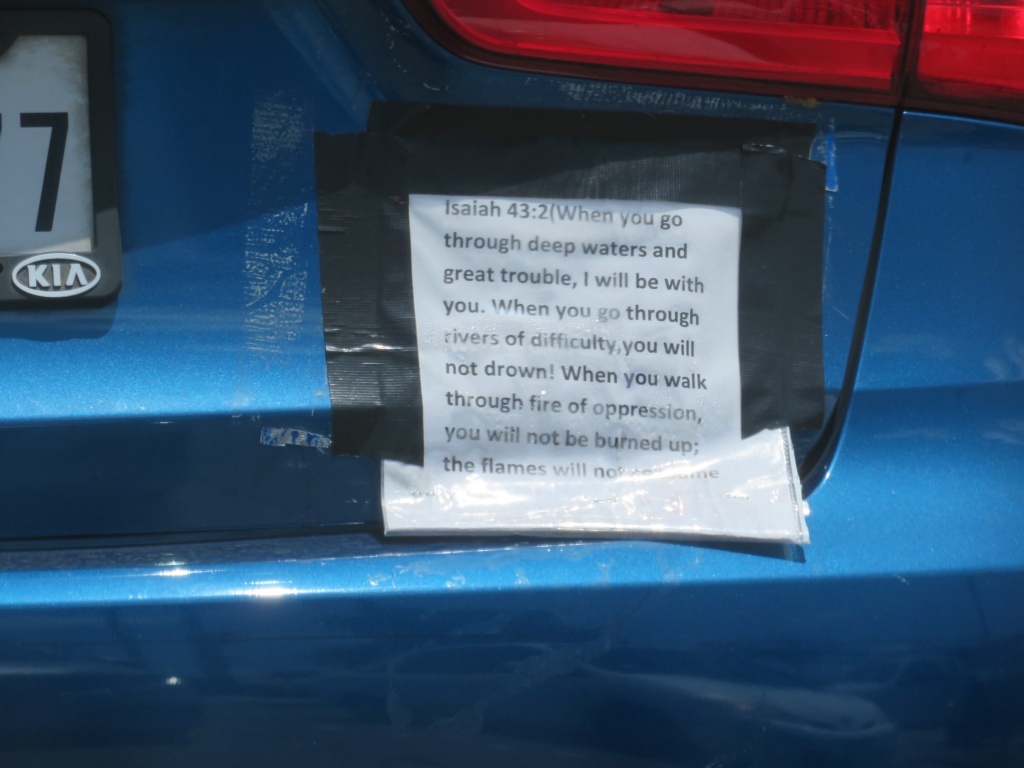 7
KIA
Isaiah 43:2(When you go
through deep waters and
great trouble, I will be with
you. When you go through
rivers of difficulty,you will
not drown! When you walk
through fire of oppression,
you will not be burned up;
the flames will not consume